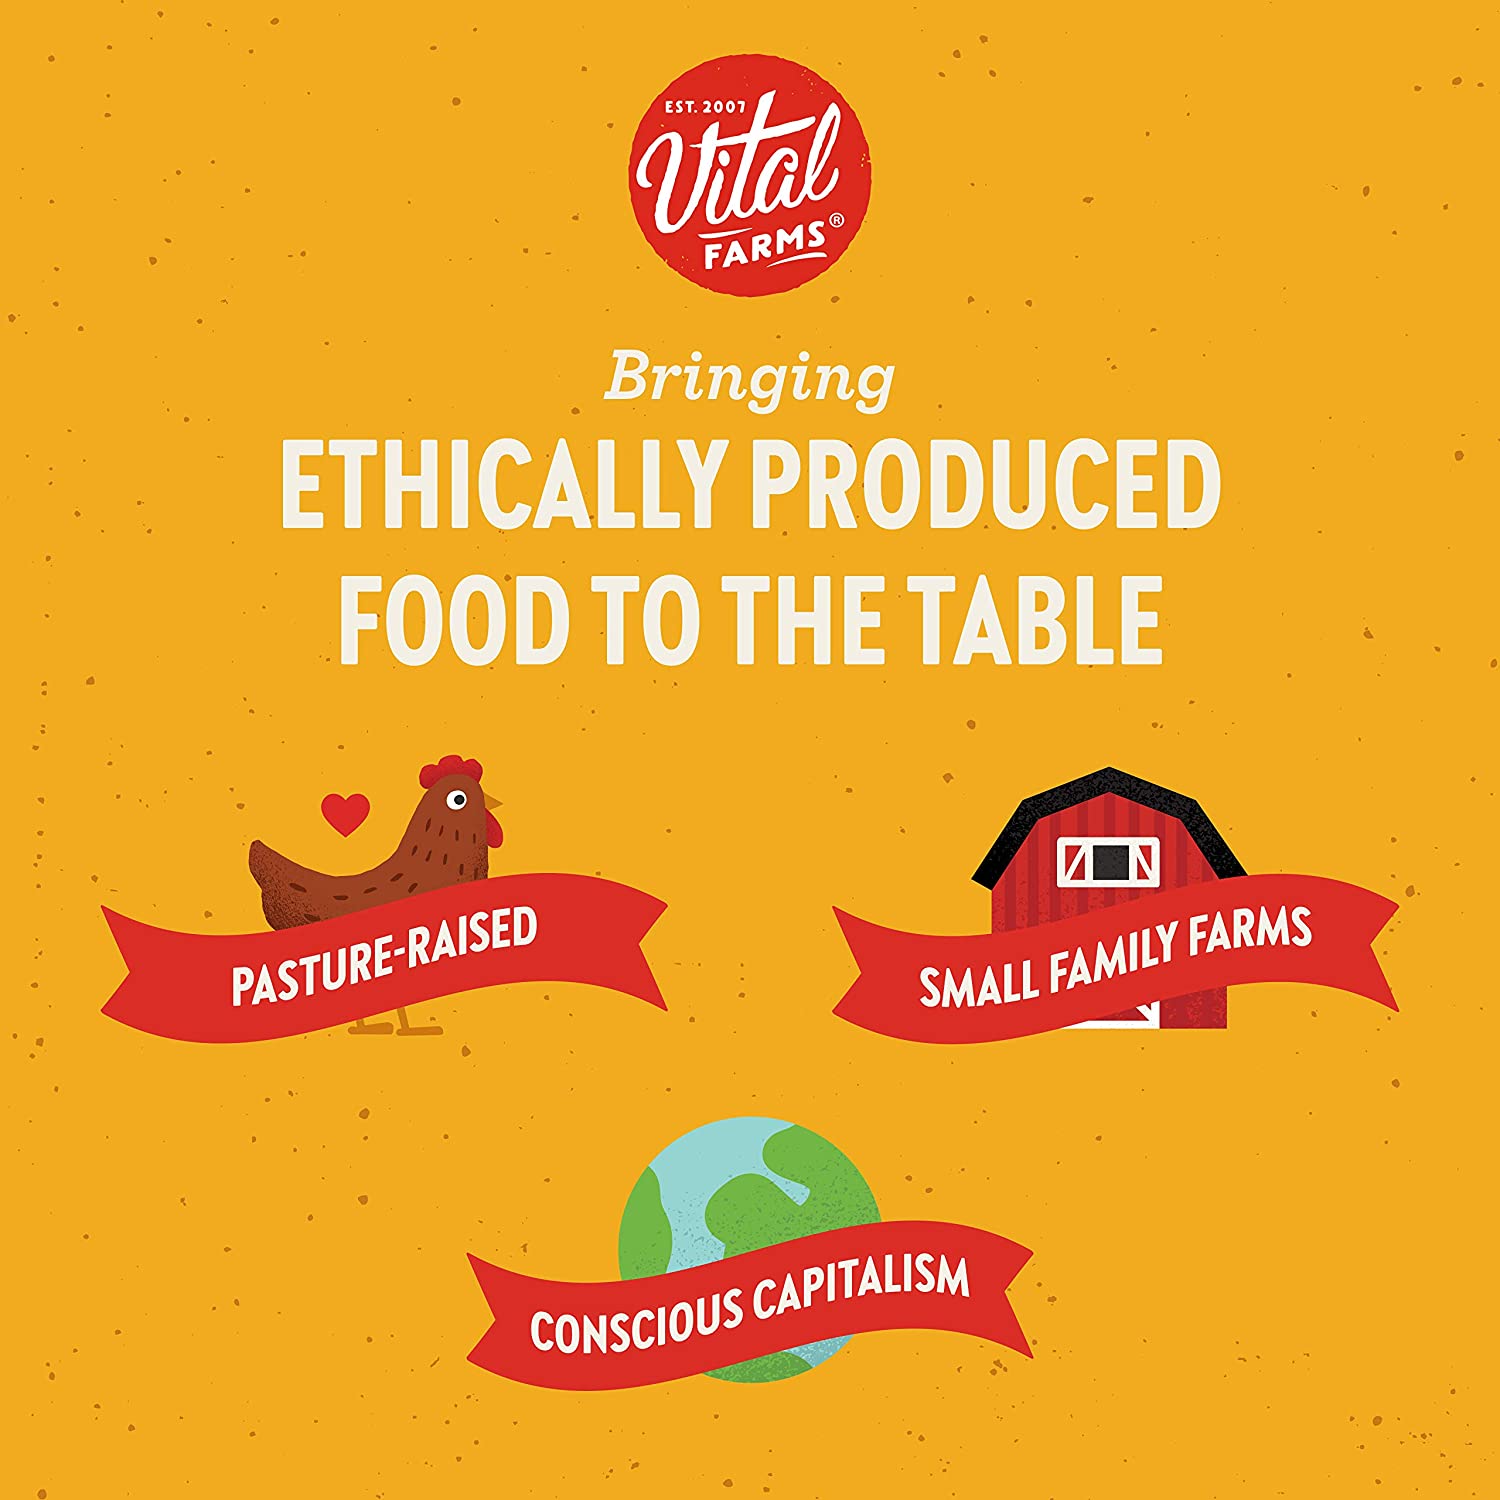 EST. 2007
Vital
FARMS®
Bringing
ETHICALLY PRODUCED
FOOD TO THE TABLE
PASTURE-RAISED
SMALL FAMILY FARMS
CONSCIOUS CAPITALISM